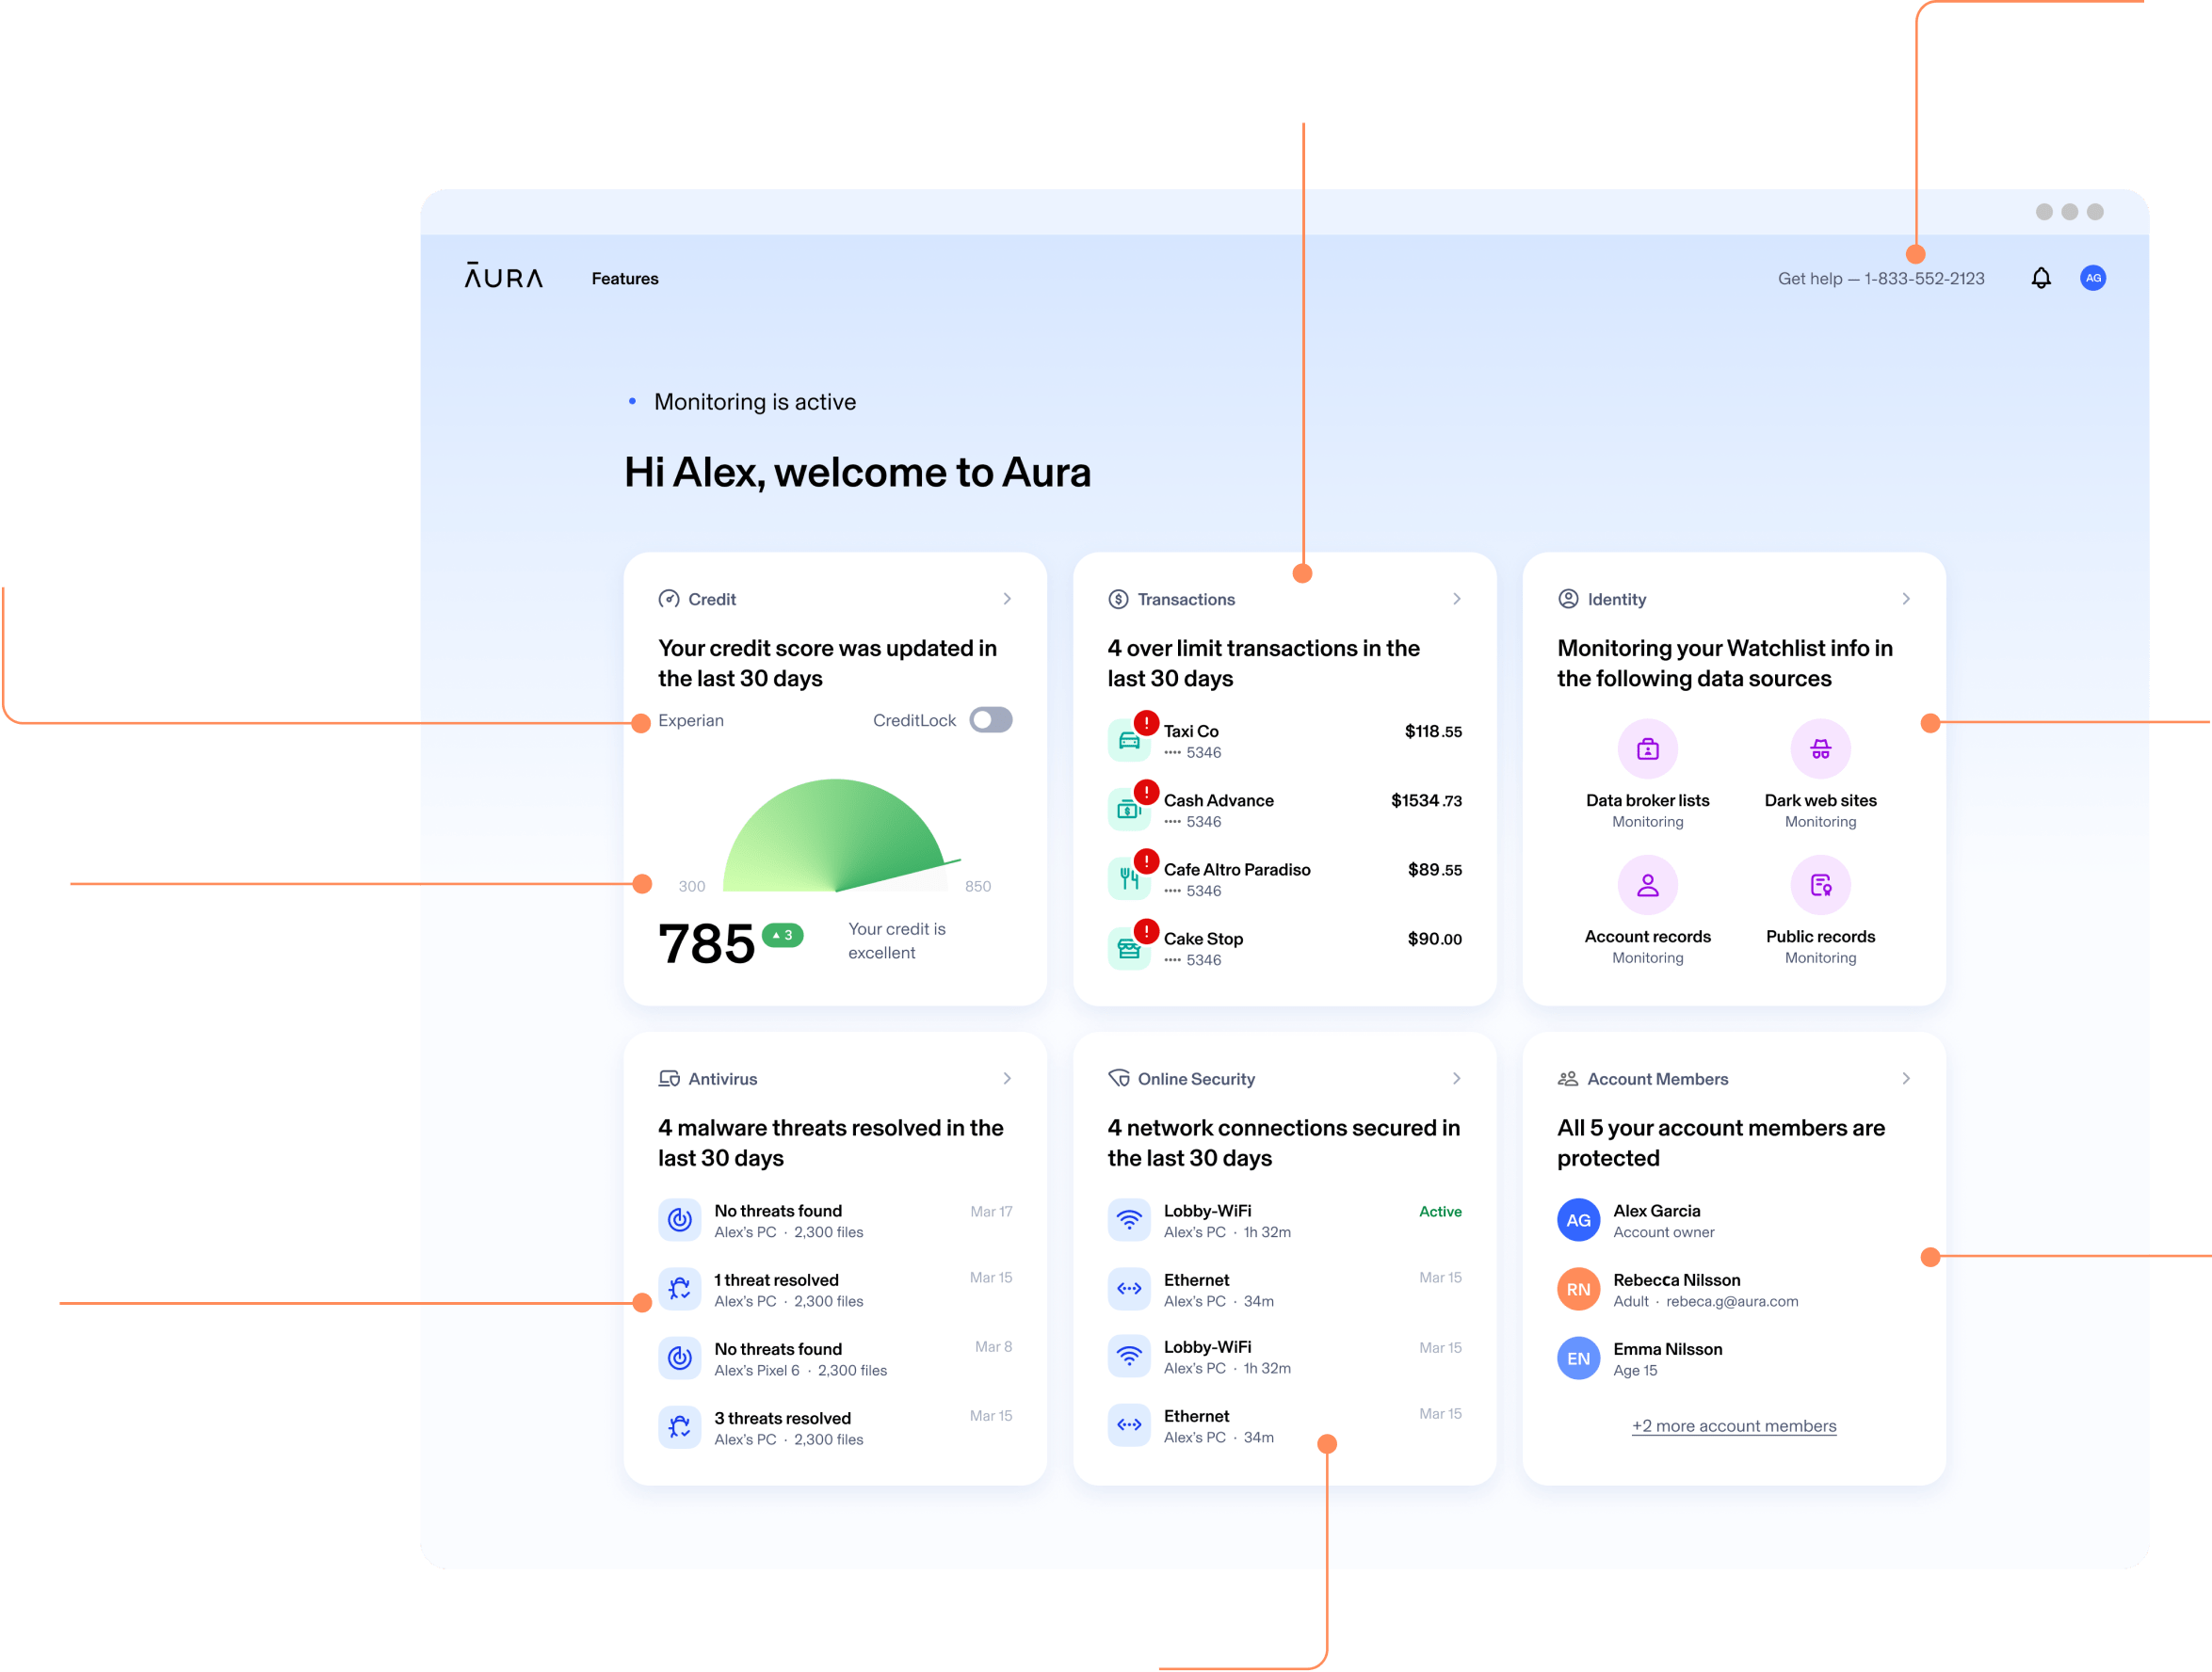 ĀURA
Features
Get help — 1-833-552-2123
AG
Monitoring is active
Hi Alex, welcome to Aura
Credit
Your credit score was updated in
the last 30 days
Experian
CreditLock
300
850
785
3
Your credit is
excellent
Transactions
4 over limit transactions in the
last 30 days
Taxi Co
$118.55
•••• 5346
Cash Advance
$1534.73
•••• 5346
Cafe Altro Paradiso
$89.55
•••• 5346
Cake Stop
$90.00
•••• 5346
Identity
Monitoring your Watchlist info in
the following data sources
Data broker lists
Monitoring
Dark web sites
Monitoring
Account records
Monitoring
Public records
Monitoring
Antivirus
4 malware threats resolved in the
last 30 days
No threats found
Mar 17
Alex’s PC · 2,300 files
1 threat resolved
Mar 15
Alex’s PC · 2,300 files
No threats found
Mar 8
Alex’s Pixel 6 · 2,300 files
3 threats resolved
Mar 15
Alex’s PC · 2,300 files
Online Security
4 network connections secured in
the last 30 days
Lobby-WiFi
Active
Alex’s PC · 1h 32m
Ethernet
Mar 15
Alex’s PC · 34m
Lobby-WiFi
Mar 15
Alex’s PC · 1h 32m
Ethernet
Mar 15
Alex’s PC · 34m
Account Members
All 5 your account members are
protected
AG
Alex Garcia
Account owner
RN
Rebecca Nilsson
Adult · rebeca.g@aura.com
EN
Emma Nilsson
Age 15
+2 more account members